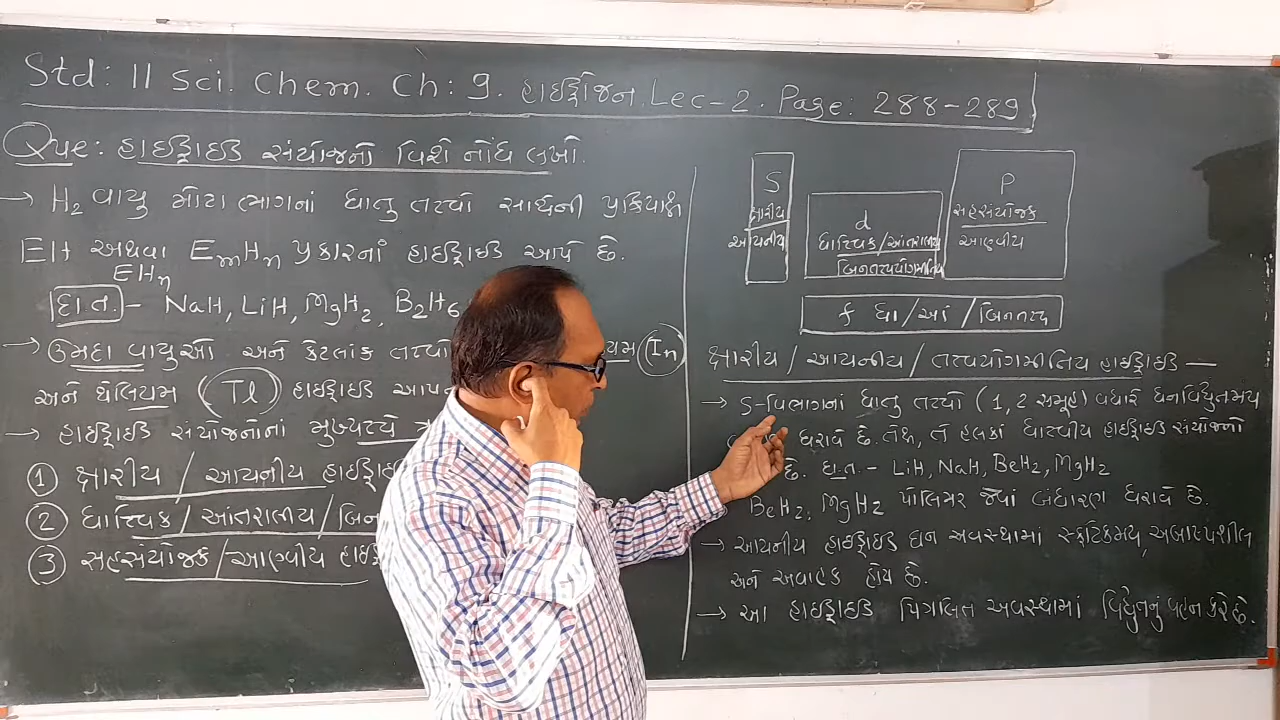 Std: 11 Sci. Chem. Ch: 9. હાઇડ્રોજન. Lec-2. Page: 288-289
Que: હાઇડ્રાઇડ સંયોજનો વિશે નોંધ લખો.
→ H₂ વાયુ મોટા ભાગનાં ધાતુ તત્ત્વો સાથેની પ્રક્રિયાથી
EH અથવા EmHn પ્રકારનાં હાઇડ્રાઇડ આપે છે.
EHn
દા.ત. - NaH, LiH, MgH₂, B₂H₆
→ ઉમદા વાયુઓ અને કેટલાંક તત્ત્વો યમ (In)
અને થેલિયમ (Tl) હાઇડ્રાઇડ
→ હાઇડ્રાઇડ સંયોજનોનાં મુખ્યત્વે
① ક્ષારીય / આયનીય
② ધાત્ત્વિક / આંતરાલીય /
③ સહસંયોજક / આણ્વીય
S
ક્ષારીય
આયનીય
d
ધાત્ત્વિક/આંતરાલીય
બિનતત્ત્વયોગમીતિય
P
સહસંયોજક
આણ્વીય
f ધા / આં / બિનતત્ત્વ
ક્ષારીય / આયનીય / તત્ત્વયોગમીતિય હાઇડ્રાઇડ —
→ S-વિભાગનાં ધાતુ તત્ત્વો (1, 2 સમૂહ) વધારે ધનવિદ્યુતમય
ધરાવે છે. તેથી, તે હલકાં ધાત્ત્વીય હાઇડ્રાઇડ સંયોજનો
છે. દા.ત. - LiH, NaH, BeH₂, MgH₂
BeH₂, MgH₂ પોલિમર જેવાં બંધારણ ધરાવે છે.
→ આયનીય હાઇડ્રાઇડ ઘન અવસ્થામાં સ્ફટિકમય, અબાષ્પશીલ
અને અવાહક હોય છે.
→ આ હાઇડ્રાઇડ પિગલિત અવસ્થામાં વિદ્યુતનું વહન કરે છે.